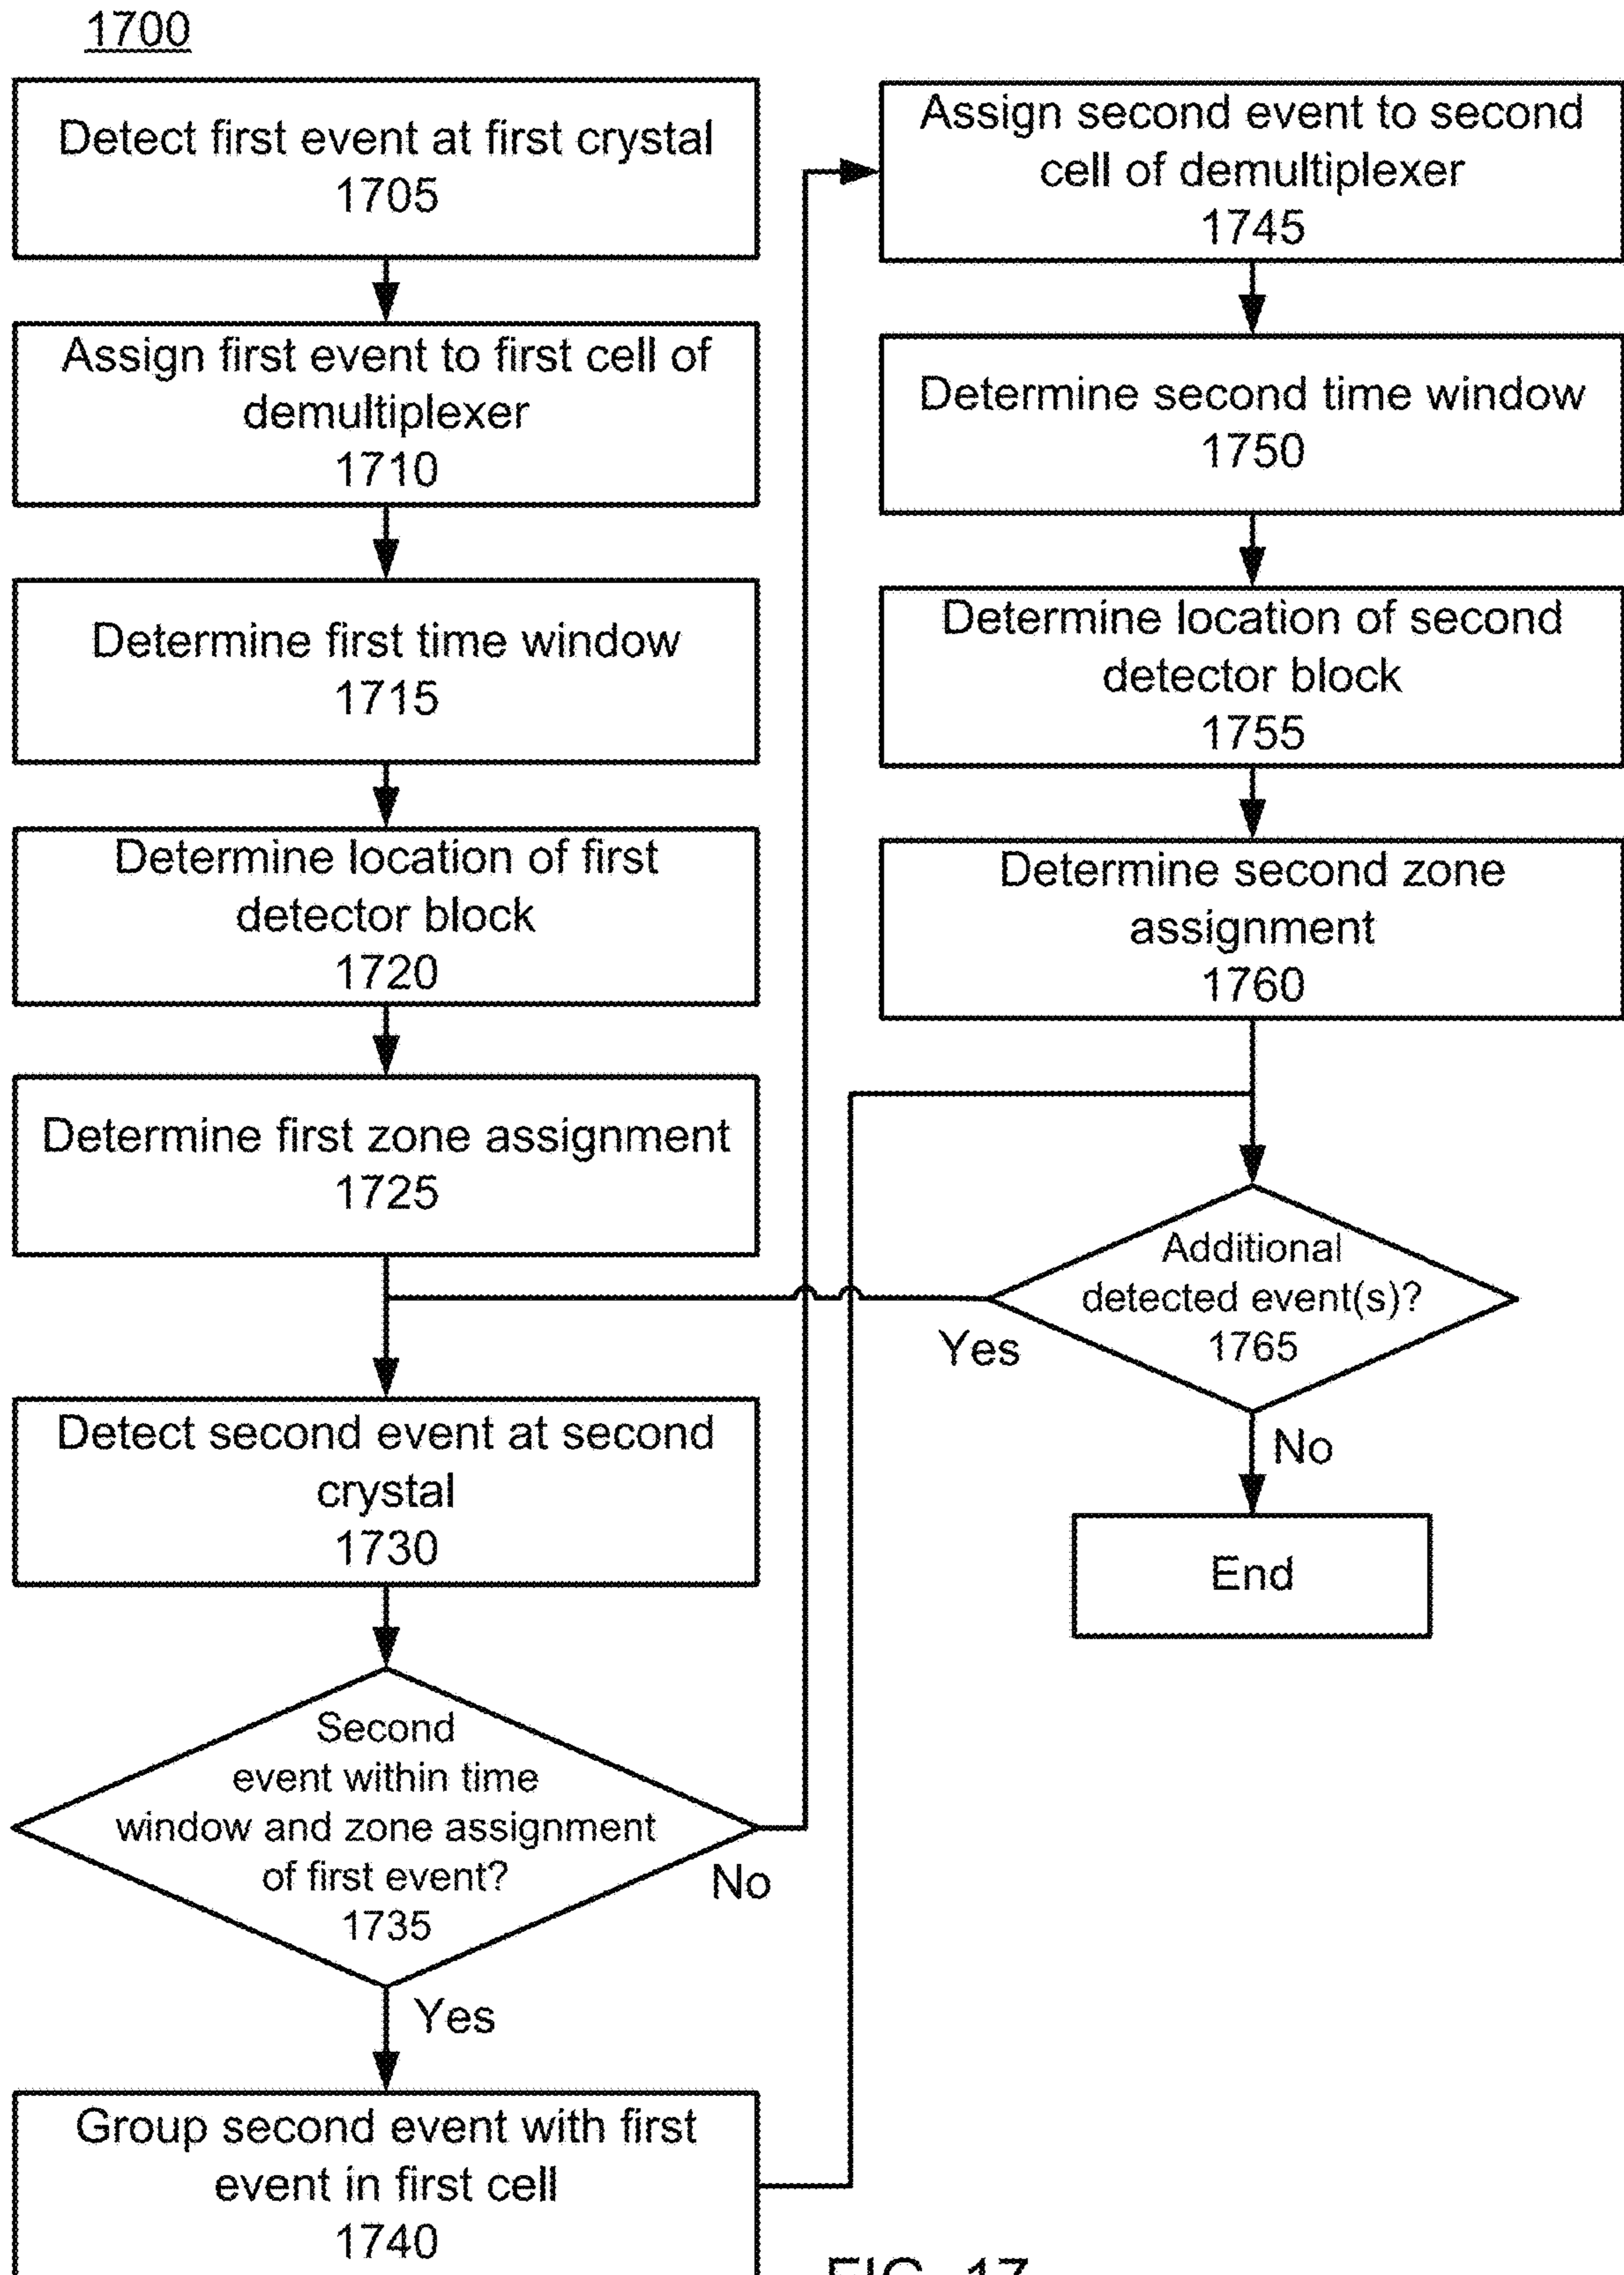 1700
Detect first event at first crystal
1705
Assign first event to first cell of
demultiplexer
1710
Determine first time window
1715
Determine location of first
detector block
1720
Determine first zone assignment
1725
Detect second event at second
crystal
1730
Second
event within time
window and zone assignment
of first event?
1735
No
Yes
Group second event with first
event in first cell
1740
Assign second event to second
cell of demultiplexer
1745
Determine second time window
1750
Determine location of second
detector block
1755
Determine second zone
assignment
1760
Additional
detected event(s)?
1765
Yes
No
End
FIG. 17